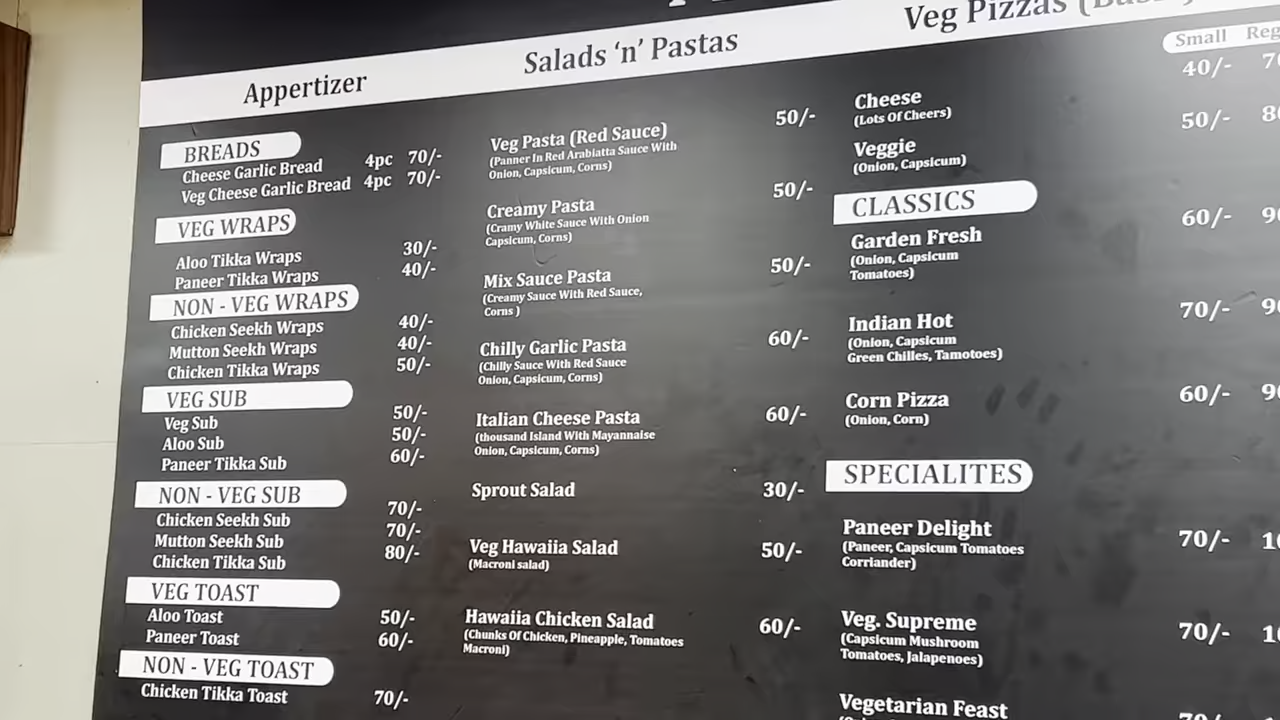 Appertizer
BREADS
Cheese Garlic Bread 4pc 70/-
Veg Cheese Garlic Bread 4pc 70/-
VEG WRAPS
Aloo Tikka Wraps 30/-
Paneer Tikka Wraps 40/-
NON - VEG WRAPS
Chicken Seekh Wraps 40/-
Mutton Seekh Wraps 40/-
Chicken Tikka Wraps 50/-
VEG SUB
Veg Sub 50/-
Aloo Sub 50/-
Paneer Tikka Sub 60/-
NON - VEG SUB
Chicken Seekh Sub 70/-
Mutton Seekh Sub 70/-
Chicken Tikka Sub 80/-
VEG TOAST
Aloo Toast 50/-
Paneer Toast 60/-
NON - VEG TOAST
Chicken Tikka Toast 70/-
Salads ‘n’ Pastas
Veg Pasta (Red Sauce) 50/-
(Panner In Red Arabiatta Sauce With
Onion, Capsicum, Corns)
Creamy Pasta 50/-
(Cramy White Sauce With Onion
Capsicum, Corns)
Mix Sauce Pasta 50/-
(Creamy Sauce With Red Sauce,
Corns )
Chilly Garlic Pasta 60/-
(Chilly Sauce With Red Sauce
Onion, Capsicum, Corns)
Italian Cheese Pasta 60/-
(thousand Island With Mayannaise
Onion, Capsicum, Corns)
Sprout Salad 30/-
Veg Hawaiia Salad 50/-
(Macroni salad)
Hawaiia Chicken Salad 60/-
(Chunks Of Chicken, Pineapple, Tomatoes
Macroni)
Veg Pizzas
Small
Cheese 40/-
(Lots Of Cheers)
Veggie 50/-
(Onion, Capsicum)
CLASSICS
Garden Fresh 60/-
(Onion, Capsicum
Tomatoes)
Indian Hot 70/-
(Onion, Capsicum
Green Chilles, Tamotoes)
Corn Pizza 60/-
(Onion, Corn)
SPECIALITES
Paneer Delight 70/-
(Paneer, Capsicum Tomatoes
Corriander)
Veg. Supreme 70/-
(Capsicum Mushroom
Tomatoes, Jalapenoes)
Vegetarian Feast